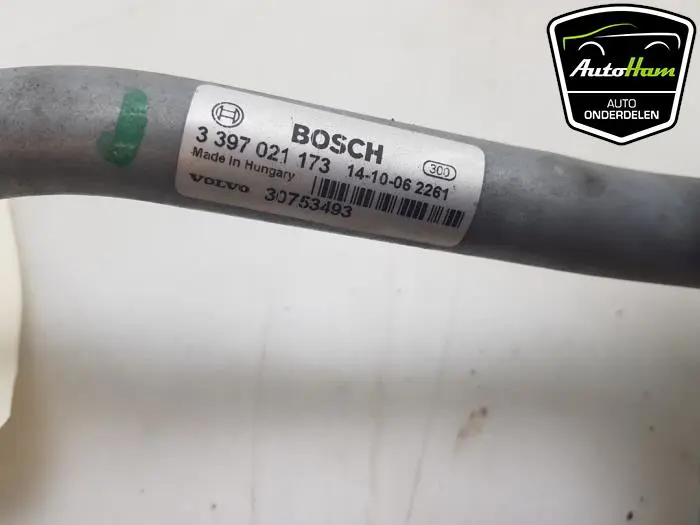 AutoHam
AUTO
ONDERDELEN
BOSCH
3 397 021 173 14-10-06 2261
300
Made in Hungary
VOLVO 30753493